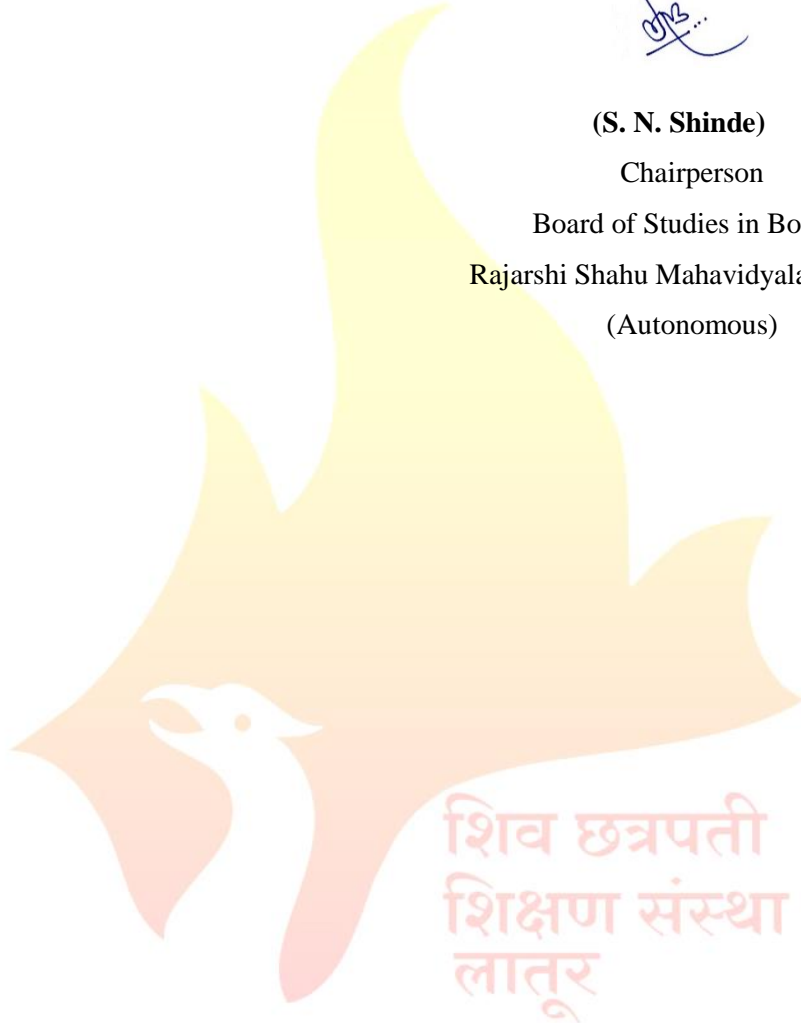 (S. N. Shinde)
Chairperson
Board of Studies in Bo
Rajarshi Shahu Mahavidyala
(Autonomous)
शिव छत्रपती
शिक्षण संस्था
लातूर